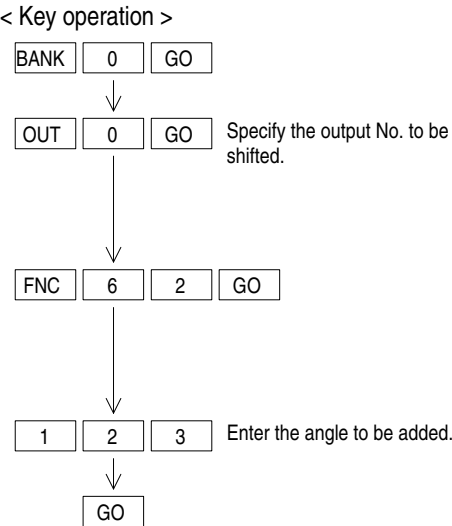 < Key operation >
BANK 0 GO
OUT 0 GO Specify the output No. to be
shifted.
FNC 6 2 GO
1 2 3 Enter the angle to be added.
GO